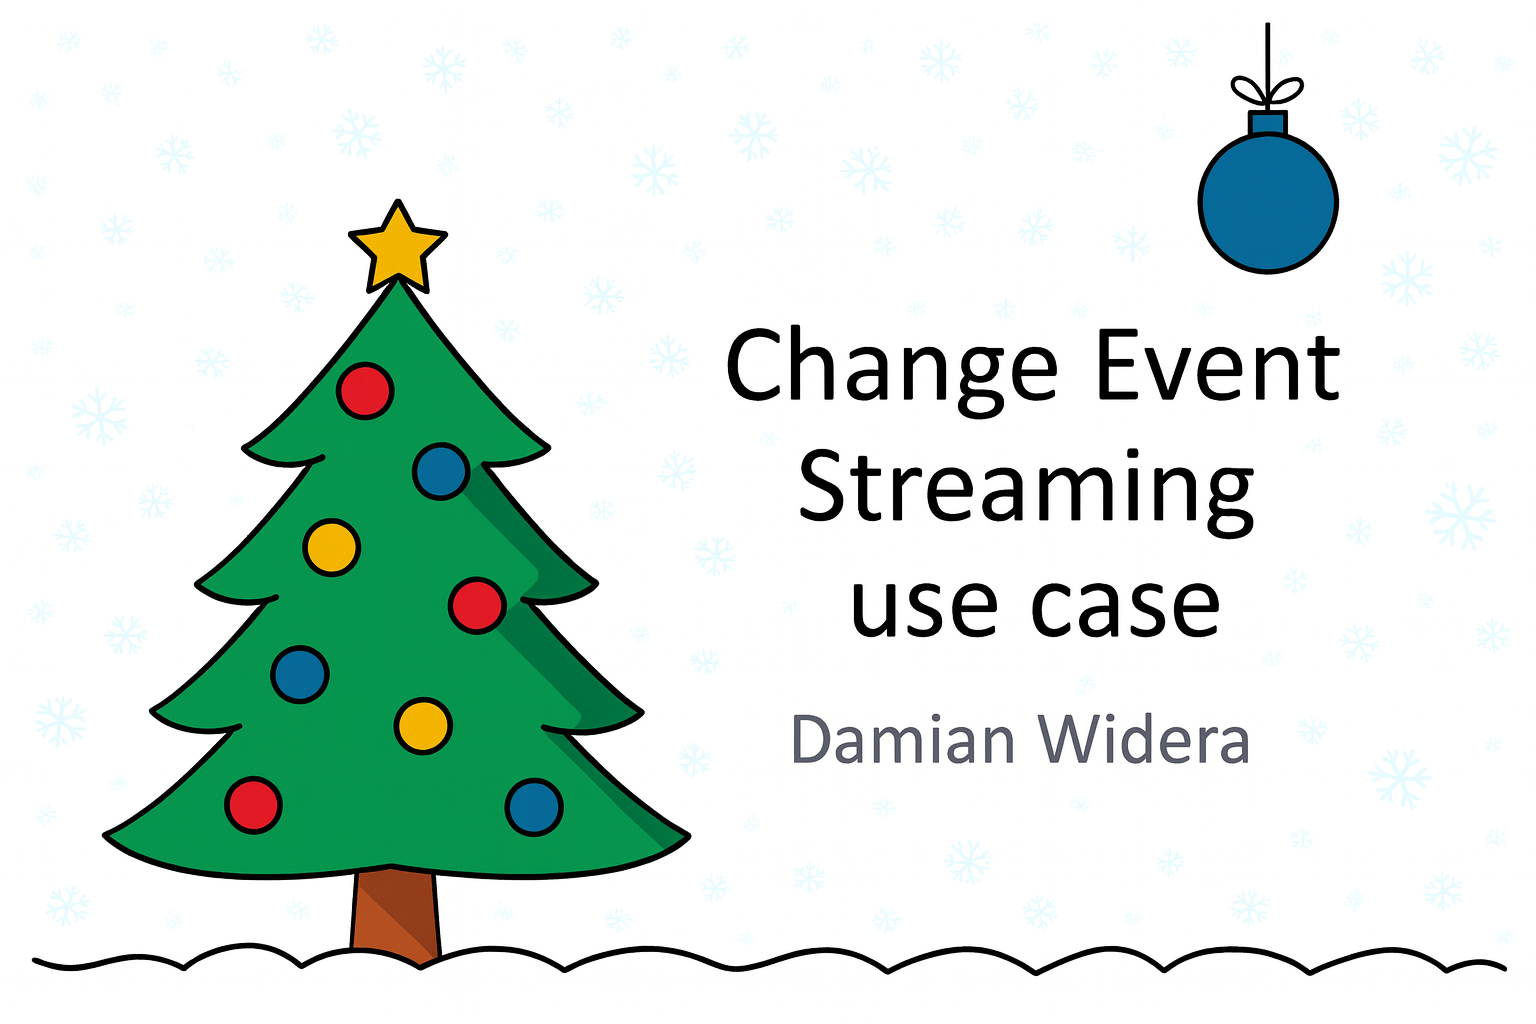 Change Event
Streaming
use case
Damian Widera